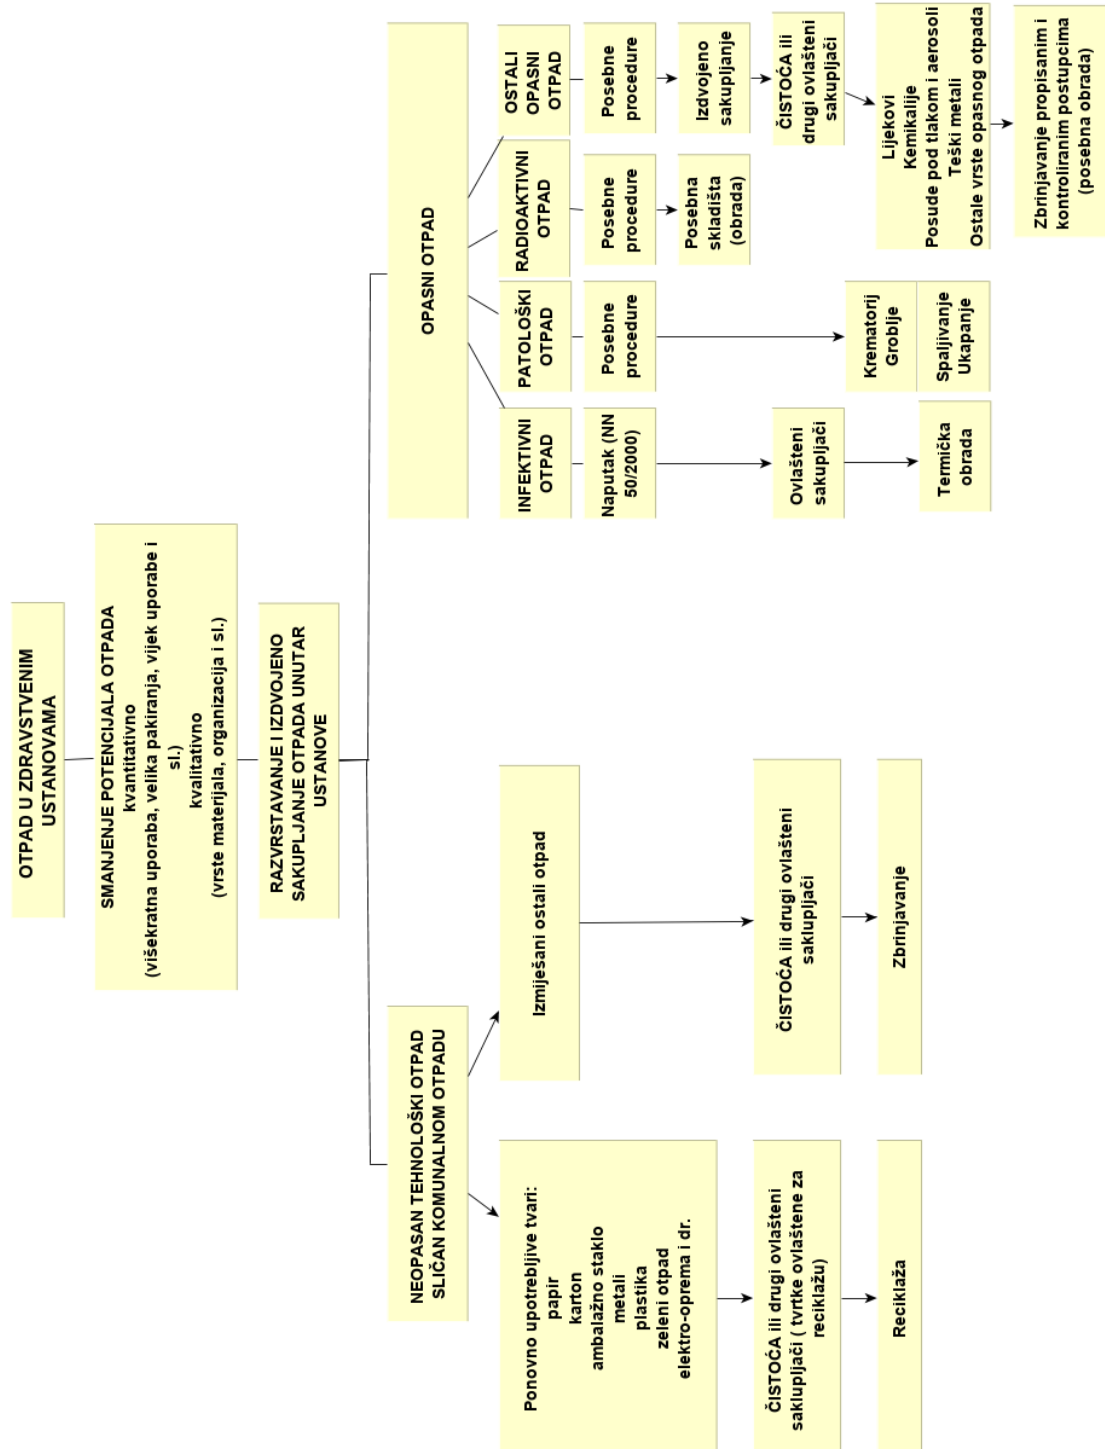 OTPAD U ZDRAVSTVENIM
USTANOVAMA
SMANJENJE POTENCIJALA OTPADA
kvantitativno
(višekratna uporaba, velika pakiranja, vijek uporabe i
sl.)
kvalitativno
(vrste materijala, organizacija i sl.)
RAZVRSTAVANJE I IZDVOJENO
SAKUPLJANJE OTPADA UNUTAR
USTANOVE
NEOPASAN TEHNOLOŠKI OTPAD
SLIČAN KOMUNALNOM OTPADU
Ponovno upotrebljive tvari:
papir
karton
ambalažno staklo
metali
plastika
zeleni otpad
elektro-oprema i dr.
ČISTOĆA ili drugi ovlašteni
saklupljači ( tvrtke ovlaštene za
reciklažu)
Reciklaža
Izmiješani ostali otpad
ČISTOĆA ili drugi ovlašteni
saklupljači
Zbrinjavanje
OPASNI OTPAD
INFEKTIVNI
OTPAD
Naputak (NN
50/2000)
Ovlašteni
sakupljači
Termička
obrada
PATOLOŠKI
OTPAD
Posebne
procedure
Krematorij
Groblje
Spaljivanje
Ukapanje
RADIOAKTIVNI
OTPAD
Posebne
procedure
Posebna
skladišta
(obrada)
OSTALI
OPASNI
OTPAD
Posebne
procedure
Izdvojeno
sakupljanje
ČISTOĆA ili
drugi ovlašteni
sakupljači
Lijekovi
Kemikalije
Posude pod tlakom i aerosoli
Teški metali
Ostale vrste opasnog otpada
Zbrinjavanje propisanim i
kontroliranim postupcima
(posebna obrada)